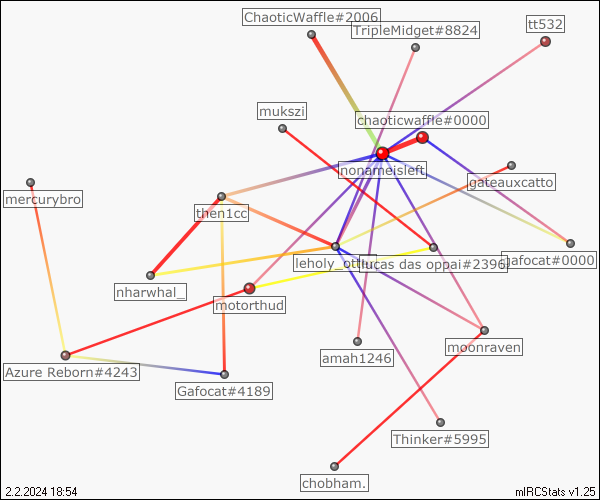 ChaoticWaffle#2006
TripleMidget#8824
tt532
mukszi
chaoticwaffle#0000
nonameisleft
gateauxcatto
mercurybro
then1cc
leholy_otter
lucas das oppai#2396
gafocat#0000
nharwhal_
motorthud
moonraven
amah1246
Azure Reborn#4243
Gafocat#4189
Thinker#5995
chobham.
2.2.2024 18:54
mIRCStats v1.25